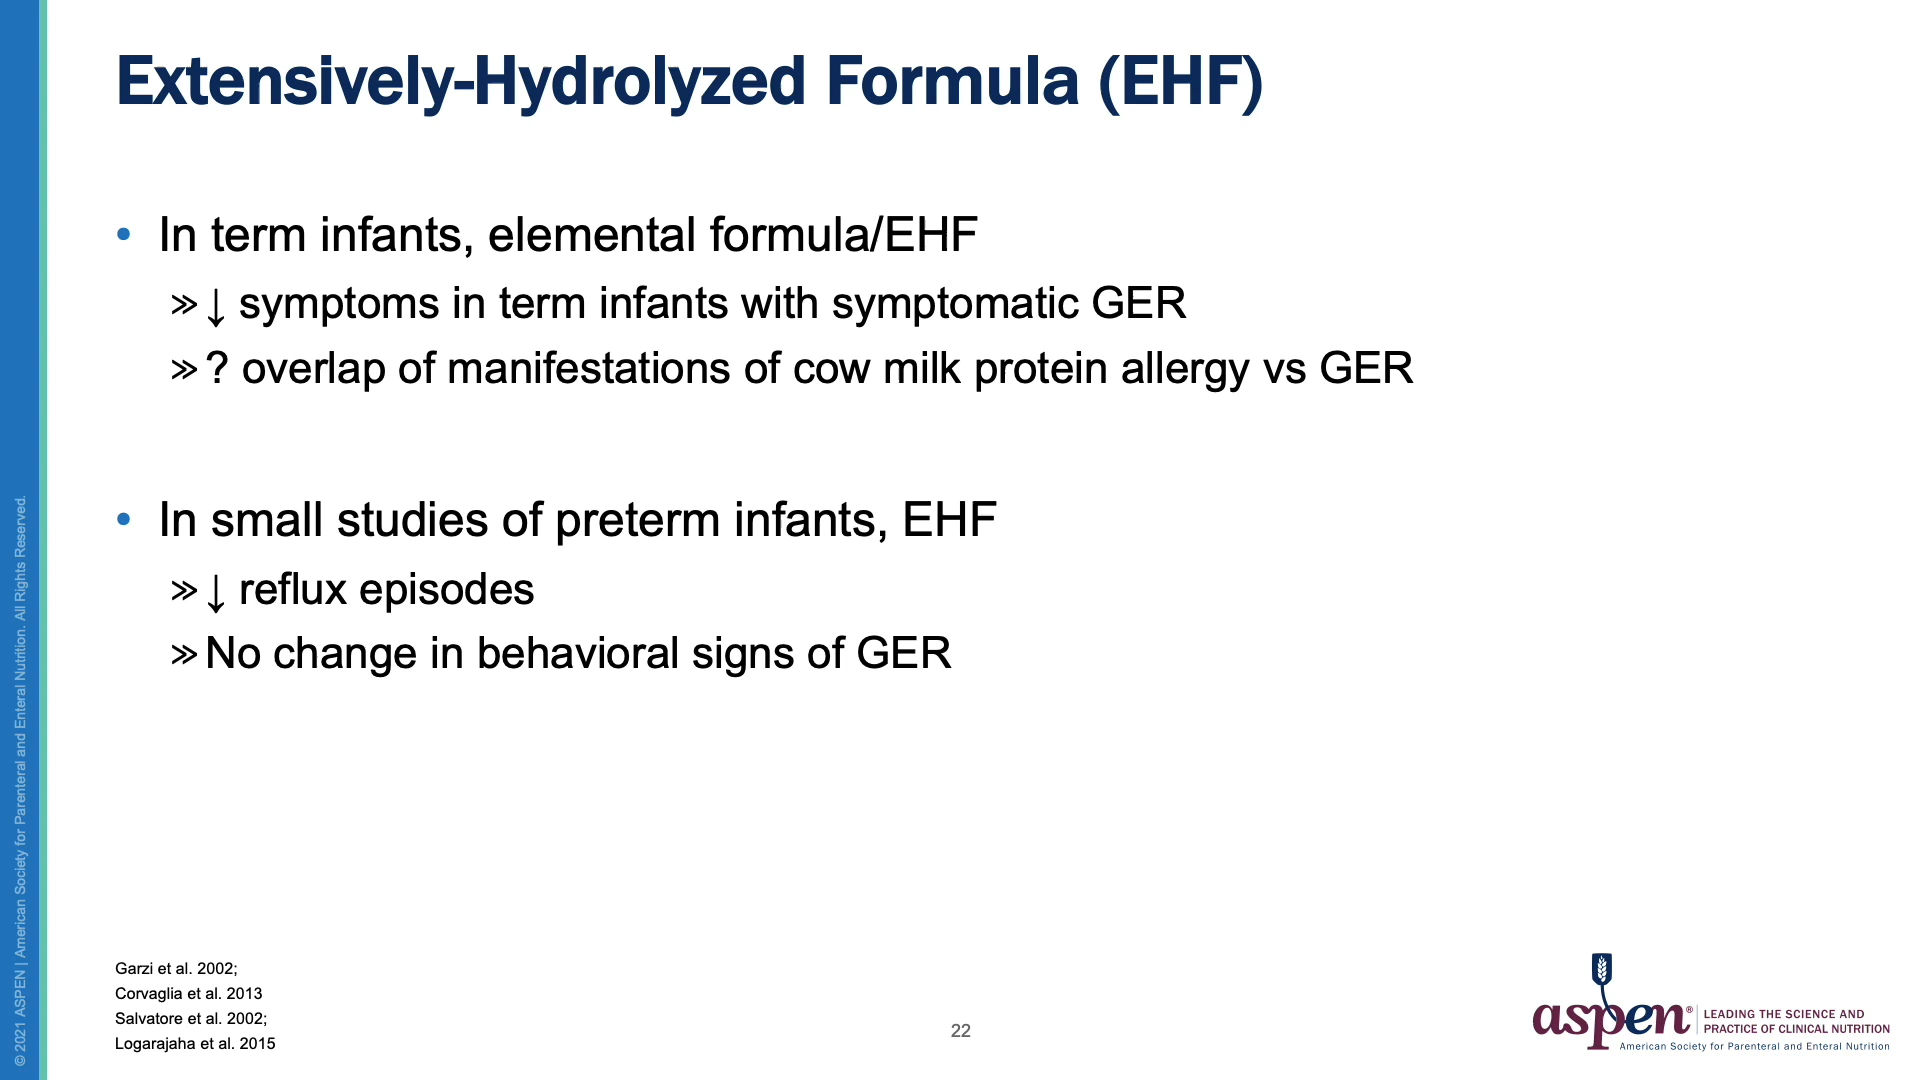 Extensively-Hydrolyzed Formula (EHF)
• In term infants, elemental formula/EHF
» ↓ symptoms in term infants with symptomatic GER
» ? overlap of manifestations of cow milk protein allergy vs GER
• In small studies of preterm infants, EHF
» ↓ reflux episodes
» No change in behavioral signs of GER
Garzi et al. 2002;
Corvaglia et al. 2013
Salvatore et al. 2002;
Logarajaha et al. 2015
22
aspen®
LEADING THE SCIENCE AND
PRACTICE OF CLINICAL NUTRITION
American Society for Parenteral and Enteral Nutrition
© 2021 ASPEN | American Society for Parenteral and Enteral Nutrition. All Rights Reserved.